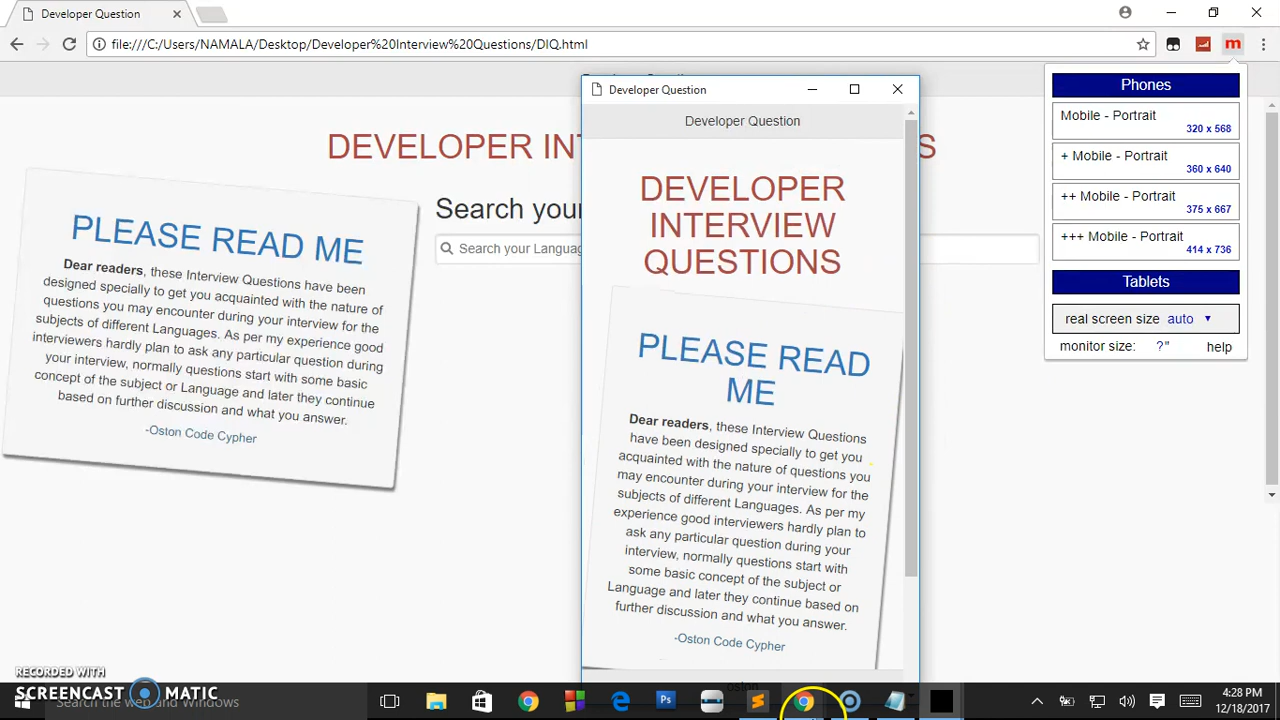 Developer Question
file:///C:/Users/NAMALA/Desktop/Developer%20Interview%20Questions/DIQ.html
m
DEVELOPER INT
S
PLEASE READ ME
Dear readers, these Interview Questions have been
designed specially to get you acquainted with the nature of
questions you may encounter during your interview for the
subjects of different Languages. As per my experience good
interviewers hardly plan to ask any particular question during
your interview, normally questions start with some basic
concept of the subject or Language and later they continue
based on further discussion and what you answer.
-Oston Code Cypher
Search your
Search your Langua
Developer Question
Developer Question
DEVELOPER
INTERVIEW
QUESTIONS
PLEASE READ
ME
Dear readers, these Interview Questions
have been designed specially to get you
acquainted with the nature of questions you
may encounter during your interview for the
subjects of different Languages. As per my
experience good interviewers hardly plan to
ask any particular question during your
interview, normally questions start with
some basic concept of the subject or
Language and later they continue based on
further discussion and what you answer.
-Oston Code Cypher
Phones
Mobile - Portrait
320 x 568
+ Mobile - Portrait
360 x 640
++ Mobile - Portrait
375 x 667
+++ Mobile - Portrait
414 x 736
Tablets
real screen size auto
monitor size: ?" help
RECORDED WITH
SCREENCAST MATIC
Search the web and Windows
Ps
4:28 PM
12/18/2017